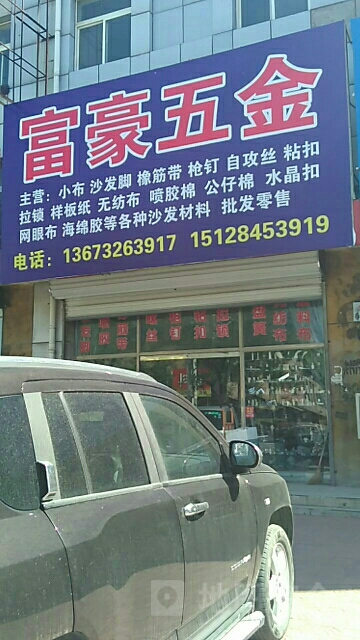 富豪五金
主营：小布 沙发脚 橡筋带 枪钉 自攻丝 粘扣
拉锁 样板纸 无纺布 喷胶棉 公仔棉 水晶扣
网眼布 海绵胶等各种沙发材料 批发零售
电话：13673263917 15128453919